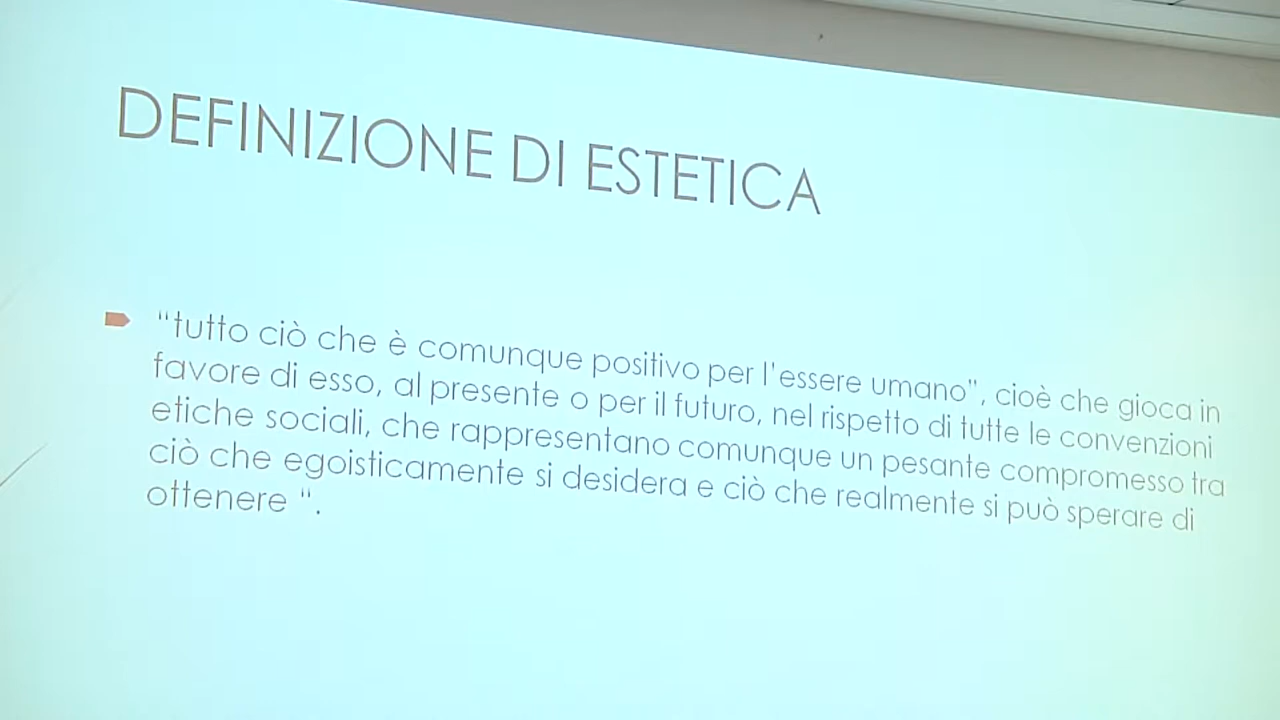 DEFINIZIONE DI ESTETICA
"tutto ciò che è comunque positivo per l'essere umano", cioè che gioca in
favore di esso, al presente o per il futuro, nel rispetto di tutte le convenzioni
etiche sociali, che rappresentano comunque un pesante compromesso tra
ciò che egoisticamente si desidera e ciò che realmente si può sperare di
ottenere ".